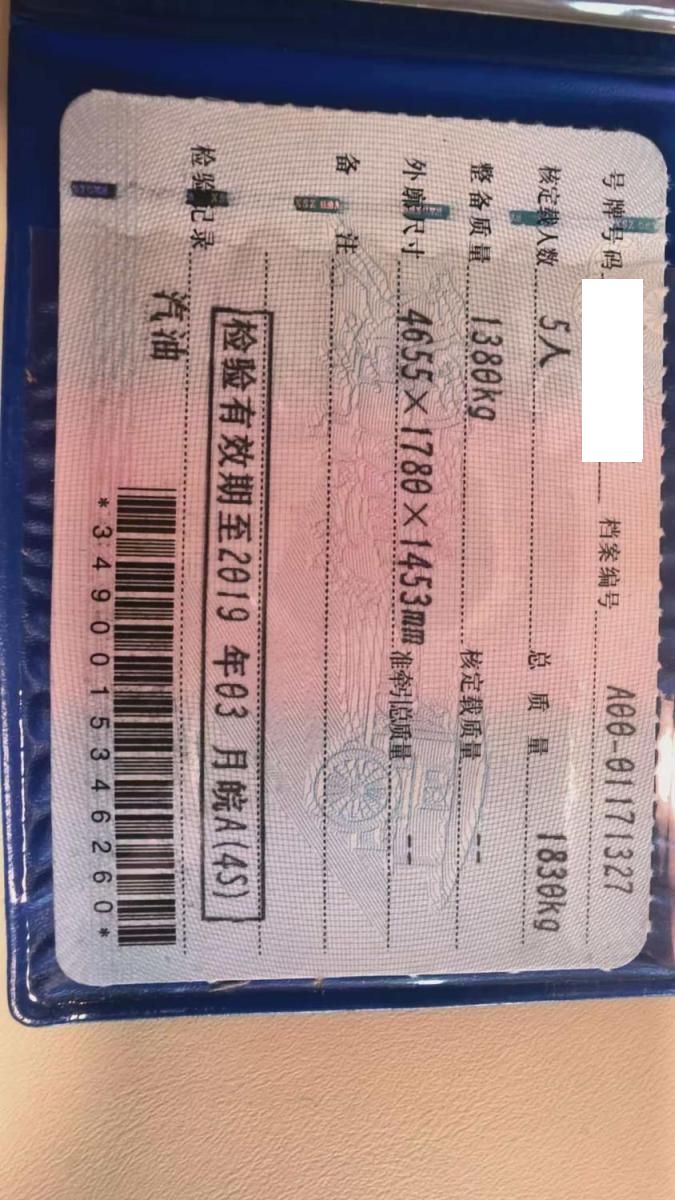 号牌号码 档案编号 A00-01171327
核定载人数 5人 总质量 1830kg
整备质量 1380kg 核定载质量 --
外廓尺寸 4655×1780×1453mm 准牵引总质量 --
备注
检验有效期至2019年03月皖A(4S)
检验记录
汽油
*3490015346260*